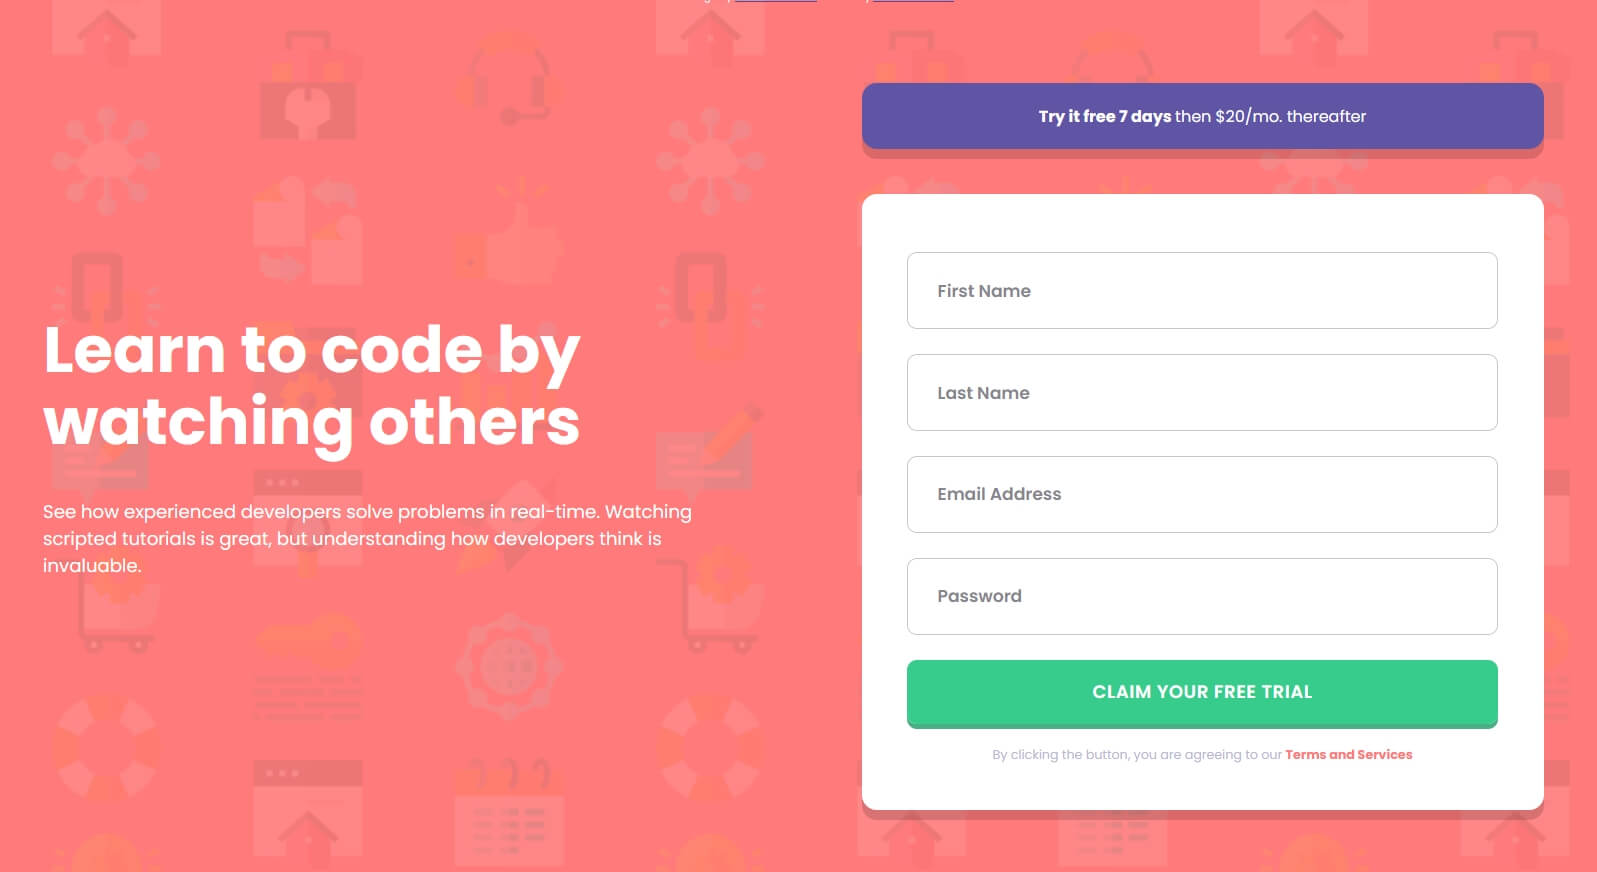 Try it free 7 days then $20/mo. thereafter
Learn to code by
watching others
See how experienced developers solve problems in real-time. Watching
scripted tutorials is great, but understanding how developers think is
invaluable.
First Name
Last Name
Email Address
Password
CLAIM YOUR FREE TRIAL
By clicking the button, you are agreeing to our Terms and Services